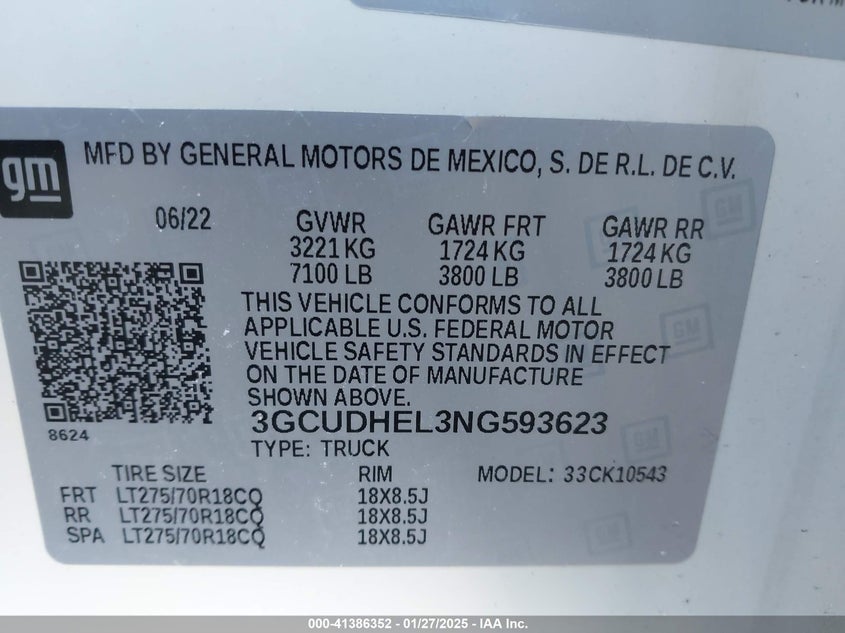 gm
MFD BY GENERAL MOTORS DE MEXICO, S. DE R.L. DE C.V.
06/22 GVWR GAWR FRT GAWR RR
3221 KG 1724 KG 1724 KG
7100 LB 3800 LB 3800 LB
THIS VEHICLE CONFORMS TO ALL
APPLICABLE U.S. FEDERAL MOTOR
VEHICLE SAFETY STANDARDS IN EFFECT
ON THE DATE OF MANUFACTURE
SHOWN ABOVE.
8624
3GCUDHEL3NG593623
TYPE: TRUCK
TIRE SIZE RIM MODEL: 33CK10543
FRT LT275/70R18CQ 18X8.5J
RR LT275/70R18CQ 18X8.5J
SPA LT275/70R18CQ 18X8.5J
GM
GM
GM
000-41386352 — 01/27/2025 — IAA Inc.